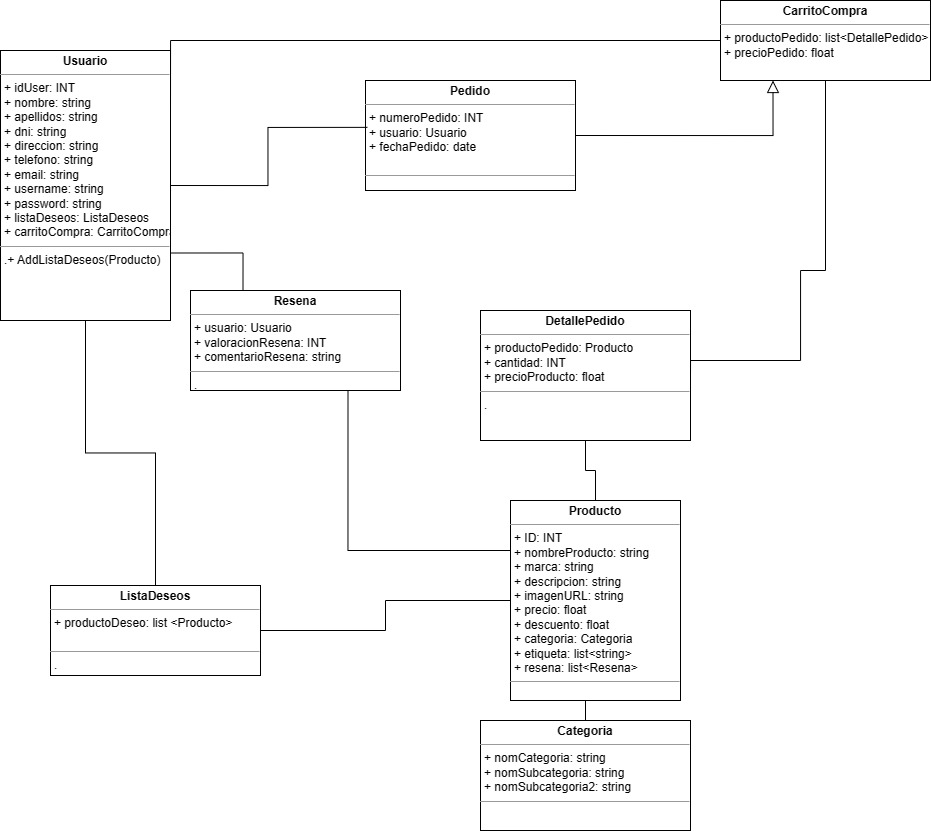 CarritoCompra
+ productoPedido: list<DetallePedido>
+ precioPedido: float
Usuario
+ idUser: INT
+ nombre: string
+ apellidos: string
+ dni: string
+ direccion: string
+ telefono: string
+ email: string
+ username: string
+ password: string
+ listaDeseos: ListaDeseos
+ carritoCompra: CarritoCompra
.+ AddListaDeseos(Producto)
Pedido
+ numeroPedido: INT
+ usuario: Usuario
+ fechaPedido: date
Resena
+ usuario: Usuario
+ valoracionResena: INT
+ comentarioResena: string
.
DetallePedido
+ productoPedido: Producto
+ cantidad: INT
+ precioProducto: float
.
Producto
+ ID: INT
+ nombreProducto: string
+ marca: string
+ descripcion: string
+ imagenURL: string
+ precio: float
+ descuento: float
+ categoria: Categoria
+ etiqueta: list<string>
+ resena: list<Resena>
ListaDeseos
+ productoDeseo: list <Producto>
.
Categoria
+ nomCategoria: string
+ nomSubcategoria: string
+ nomSubcategoria2: string